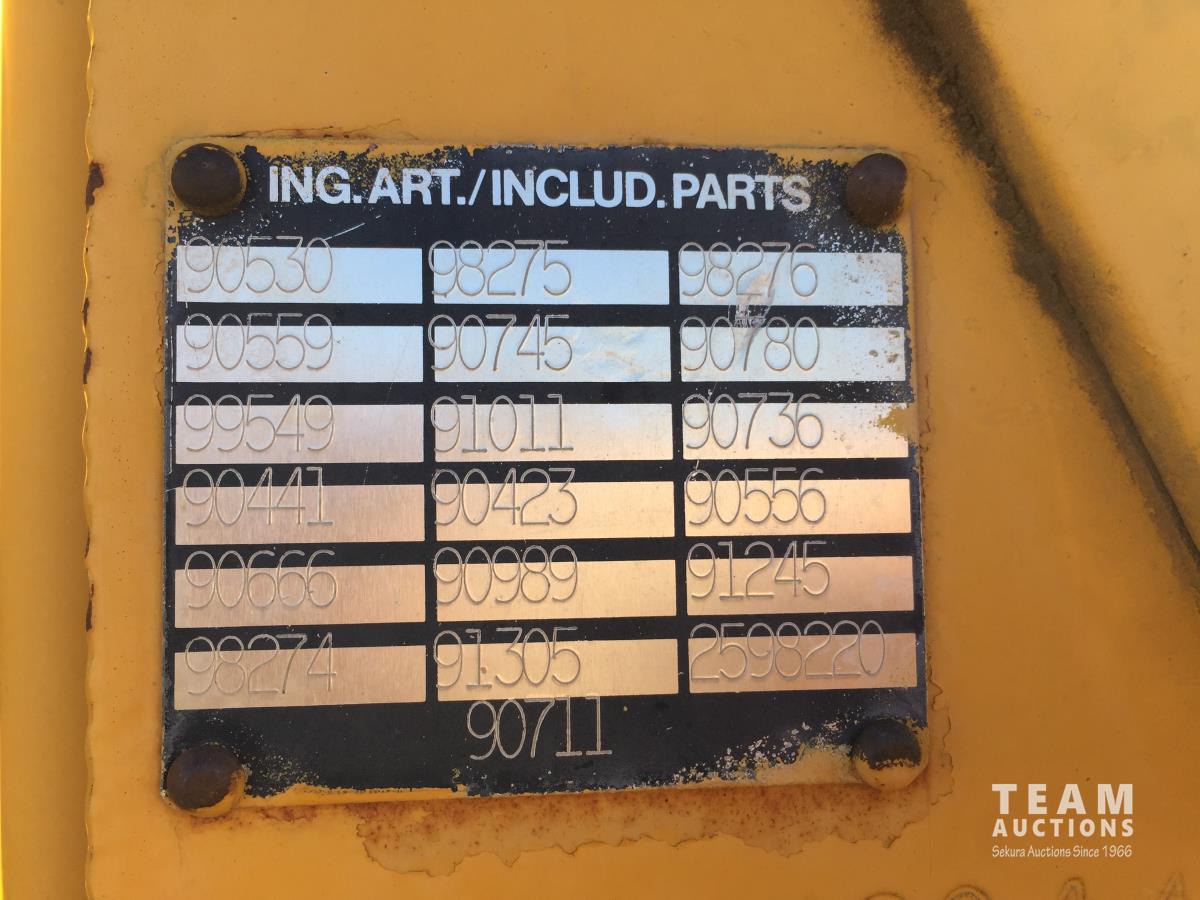 ING.ART./INCLUD.PARTS
90530 98275 98276
90559 90745 90780
99549 91011 90736
90441 90423 90556
90666 90989 91245
98274 91305 2598220
90711
TEAM
AUCTIONS
Sekura Auctions Since 1966